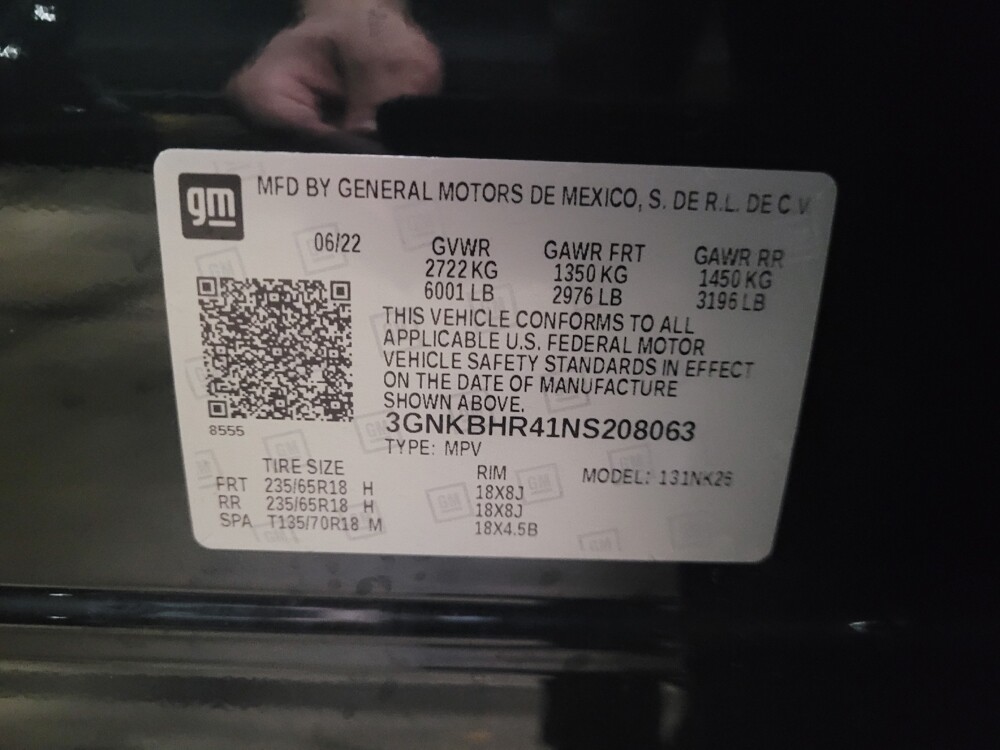 gm
MFD BY GENERAL MOTORS DE MEXICO, S. DE R.L. DE C.V.
06/22
GVWR GAWR FRT GAWR RR
2722 KG 1350 KG 1450 KG
6001 LB 2976 LB 3196 LB
THIS VEHICLE CONFORMS TO ALL
APPLICABLE U.S. FEDERAL MOTOR
VEHICLE SAFETY STANDARDS IN EFFECT
ON THE DATE OF MANUFACTURE
SHOWN ABOVE.
8555
3GNKBHR41NS208063
TYPE: MPV
TIRE SIZE RIM MODEL: 131NK26
FRT 235/65R18 H 18X8J
RR 235/65R18 H 18X8J
SPA T135/70R18 M 18X4.5B